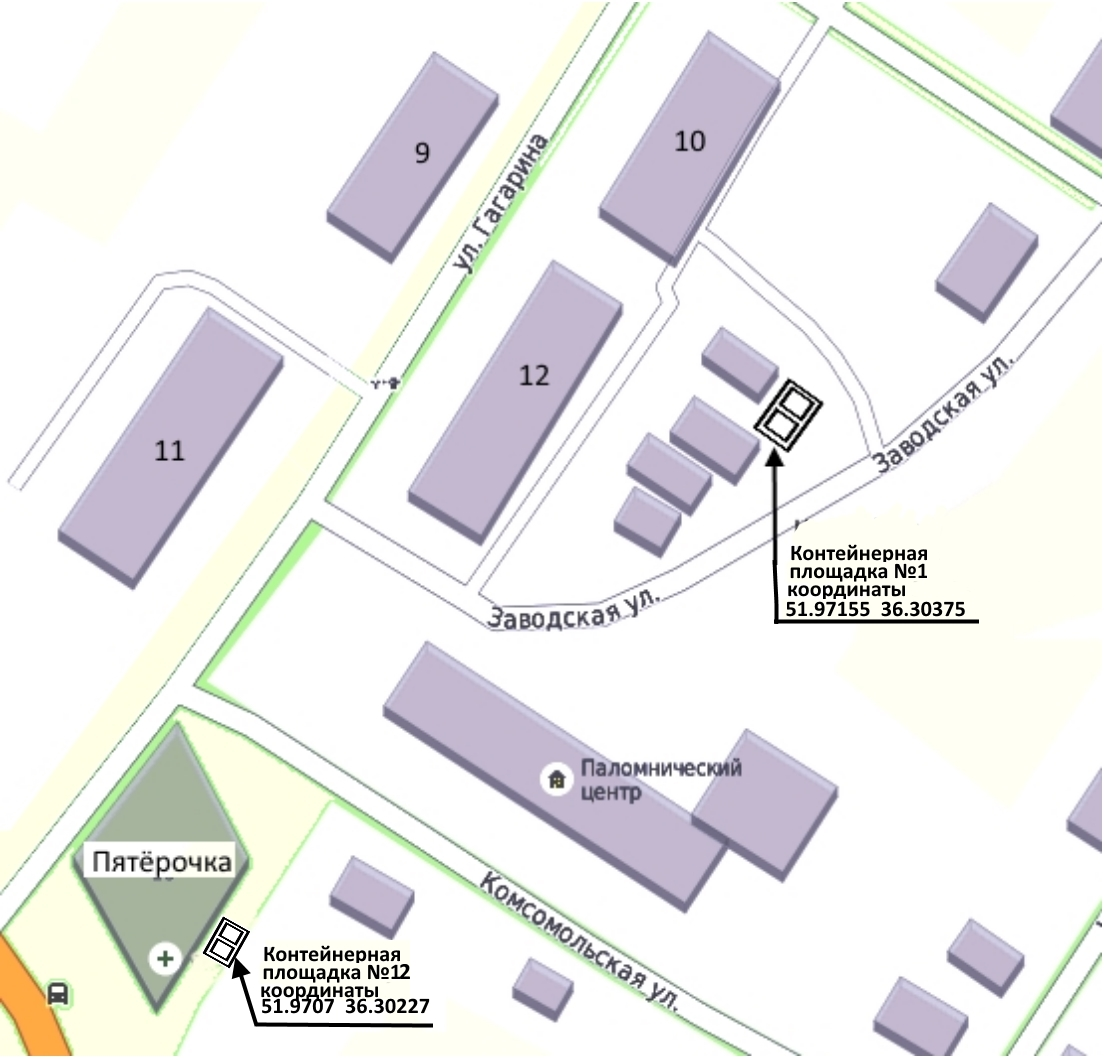 9
10
ул. Гагарина
12
11
Заводская ул.
Контейнерная
площадка №1
координаты
51.97155 36.30375
Заводская ул.
Паломнический
центр
Пятёрочка
Комсомольская ул.
Контейнерная
площадка №12
координаты
51.9707 36.30227